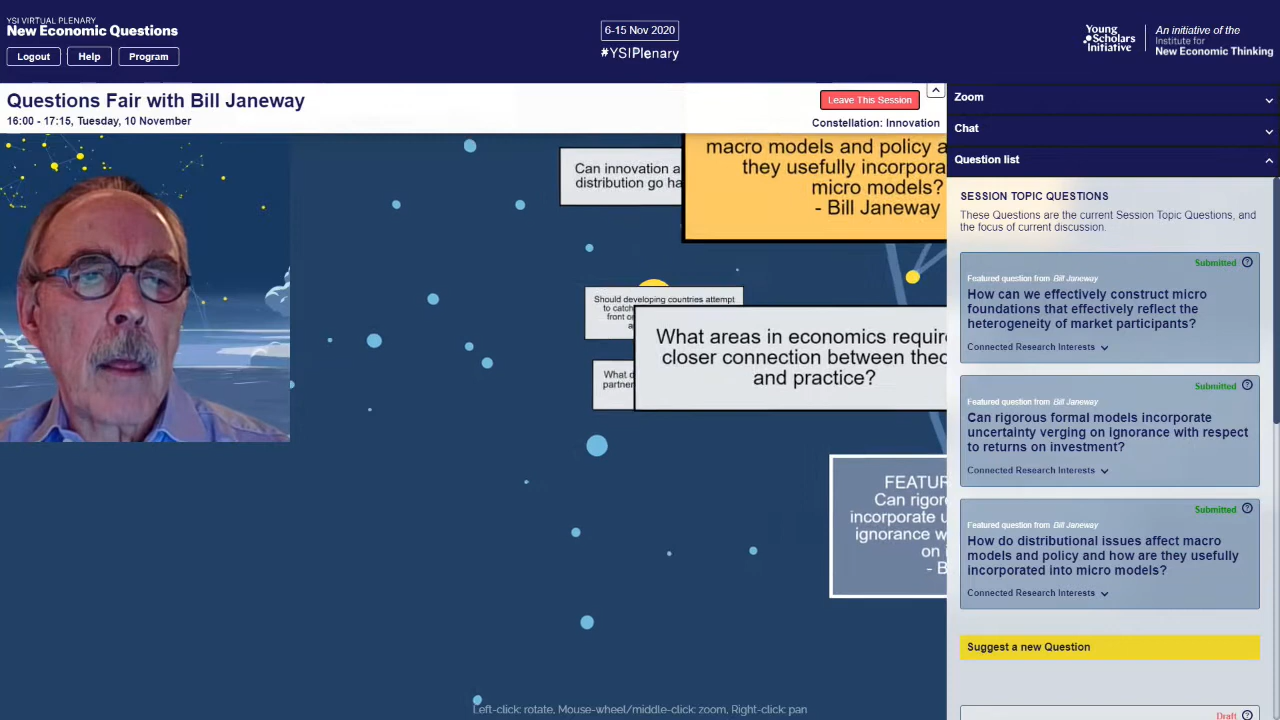 YSI VIRTUAL PLENARY
New Economic Questions
Logout
Help
Program
6-15 Nov 2020
#YSIPlenary
Young
Scholars
Initiative
An initiative of the
Institute for
New Economic Thinking
Questions Fair with Bill Janeway
16:00 - 17:15, Tuesday, 10 November
Leave This Session
Constellation: Innovation
Can innovation a
distribution go ha
macro models and policy a
they usefully incorpora
micro models?
- Bill Janeway
Should developing countries attempt
to catch
front o
What d
partner
What areas in economics require
closer connection between theo
and practice?
FEATUR
Can rigoro
incorporate u
ignorance w
on i
- B
Left-click: rotate, Mouse-wheel/middle-click: zoom, Right-click: pan
Zoom
Chat
Question list
SESSION TOPIC QUESTIONS
These Questions are the current Session Topic Questions, and
the focus of current discussion.
Submitted
Featured question from Bill Janeway
How can we effectively construct micro
foundations that effectively reflect the
heterogeneity of market participants?
Connected Research Interests
Submitted
Featured question from Bill Janeway
Can rigorous formal models incorporate
uncertainty verging on ignorance with respect
to returns on investment?
Connected Research Interests
Submitted
Featured question from Bill Janeway
How do distributional issues affect macro
models and policy and how are they usefully
incorporated into micro models?
Connected Research Interests
Suggest a new Question
Draft